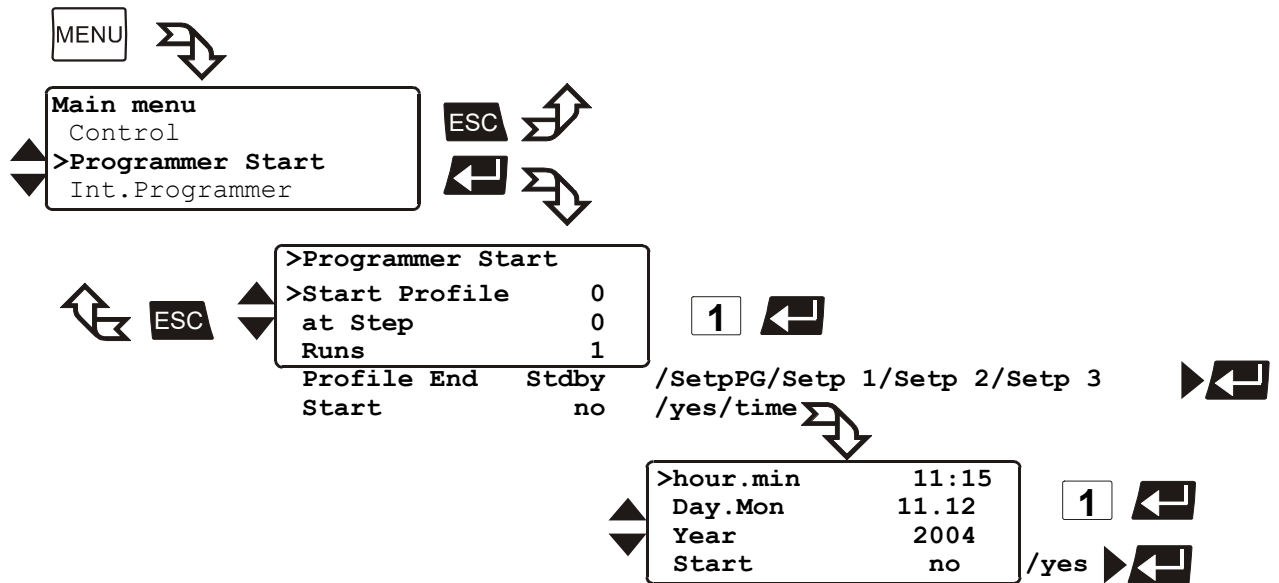 MENU
Main menu
Control
>Programmer Start
Int.Programmer
ESC
>Programmer Start
>Start Profile 0
at Step 0
Runs 1
Profile End Stdby /SetpPG/Setp 1/Setp 2/Setp 3
Start no /yes/time
ESC
1
>hour.min 11:15
Day.Mon 11.12
Year 2004
Start no /yes
1